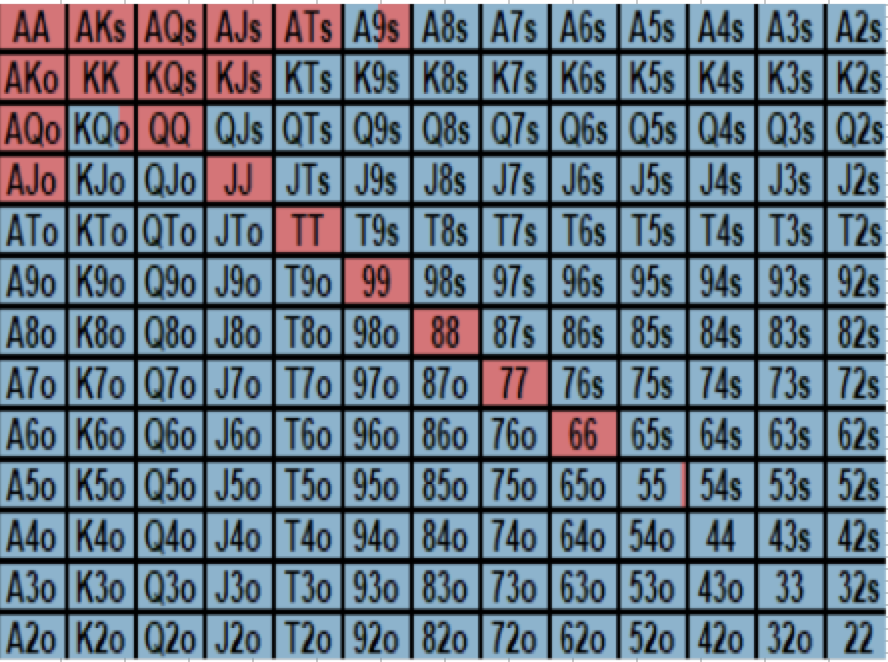 AA AKs AQs AJs ATs A9s A8s A7s A6s A5s A4s A3s A2s
AKo KK KQs KJs KTs K9s K8s K7s K6s K5s K4s K3s K2s
AQo KQo QQ QJs QTs Q9s Q8s Q7s Q6s Q5s Q4s Q3s Q2s
AJo KJo QJo JJ JTs J9s J8s J7s J6s J5s J4s J3s J2s
ATo KTo QTo JTo TT T9s T8s T7s T6s T5s T4s T3s T2s
A9o K9o Q9o J9o T9o 99 98s 97s 96s 95s 94s 93s 92s
A8o K8o Q8o J8o T8o 98o 88 87s 86s 85s 84s 83s 82s
A7o K7o Q7o J7o T7o 97o 87o 77 76s 75s 74s 73s 72s
A6o K6o Q6o J6o T6o 96o 86o 76o 66 65s 64s 63s 62s
A5o K5o Q5o J5o T5o 95o 85o 75o 65o 55 54s 53s 52s
A4o K4o Q4o J4o T4o 94o 84o 74o 64o 54o 44 43s 42s
A3o K3o Q3o J3o T3o 93o 83o 73o 63o 53o 43o 33 32s
A2o K2o Q2o J2o T2o 92o 82o 72o 62o 52o 42o 32o 22